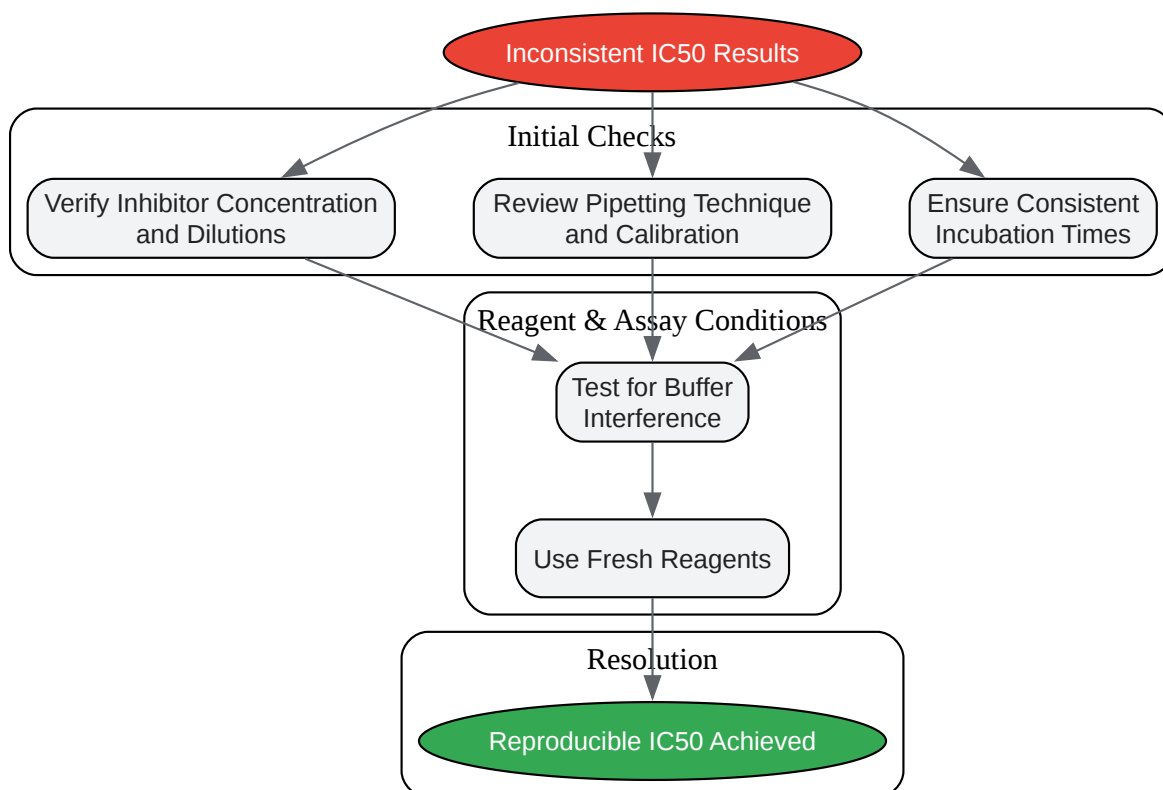 Inconsistent IC50 Results
Initial Checks
Verify Inhibitor Concentration
and Dilutions
Review Pipetting Technique
and Calibration
Ensure Consistent
Incubation Times
Reagent & Assay Conditions
Test for Buffer
Interference
Use Fresh Reagents
Resolution
Reproducible IC50 Achieved